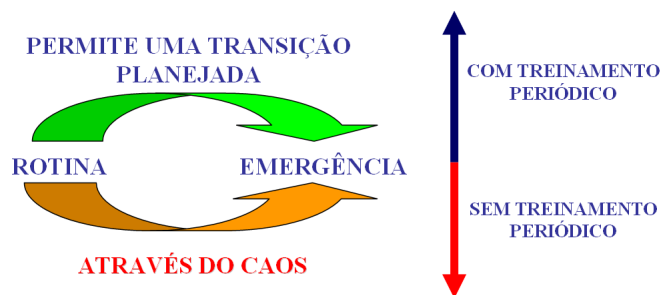 PERMITE UMA TRANSIÇÃO
PLANEJADA
COM TREINAMENTO
PERIÓDICO
ROTINA
EMERGÊNCIA
SEM TREINAMENTO
PERIÓDICO
ATRAVÉS DO CAOS